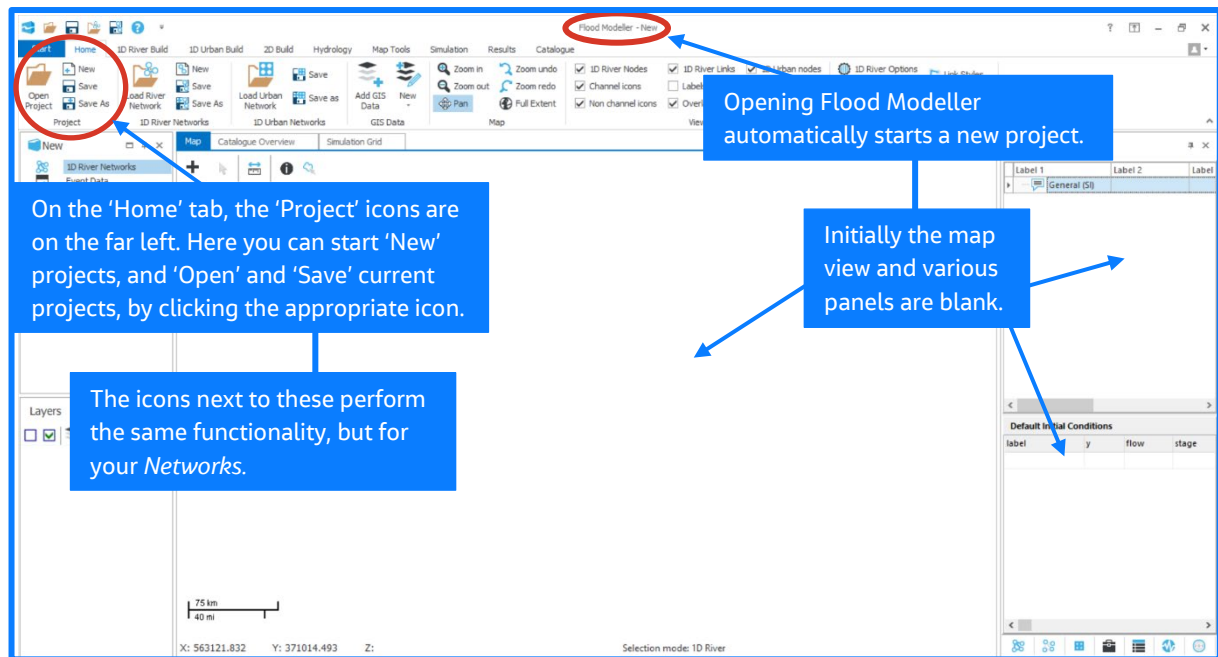 Flood Modeller - New
Start Home 1D River Build 1D Urban Build 2D Build Hydrology Map Tools Simulation Results Catalogue
Open Project
New
Save
Save As
Project
Load River Network
New
Save
Save As
1D River Networks
Load Urban Network
Save
Save as
1D Urban Networks
Add GIS Data
New
GIS Data
Zoom in
Zoom out
Pan
Zoom undo
Zoom redo
Full Extent
Map
1D River Nodes
Channel icons
Non channel icons
1D River Links
1D Urban nodes
1D River Options
Link Styles
Opening Flood Modeller
automatically starts a new project.
New
1D River Networks
Event Data
Map Catalogue Overview Simulation Grid
Label 1 Label 2 Label
General (SI)
On the ‘Home’ tab, the ‘Project’ icons are
on the far left. Here you can start ‘New’
projects, and ‘Open’ and ‘Save’ current
projects, by clicking the appropriate icon.
Initially the map
view and various
panels are blank.
The icons next to these perform
the same functionality, but for
your Networks.
Layers
Default Initial Conditions
label y flow stage
75 km
40 mi
X: 563121.832 Y: 371014.493 Z: Selection mode: 1D River